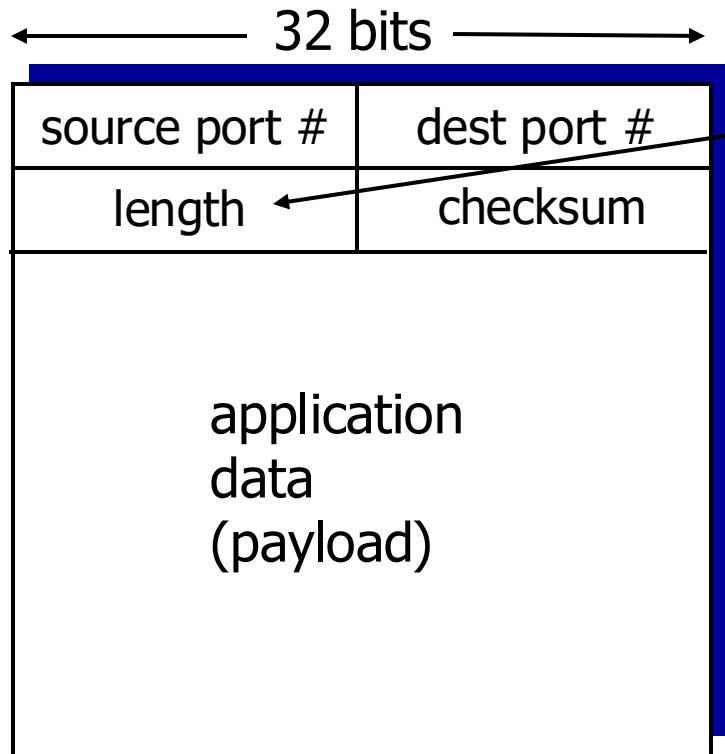 32 bits
source port #
dest port #
length
checksum
application
data
(payload)